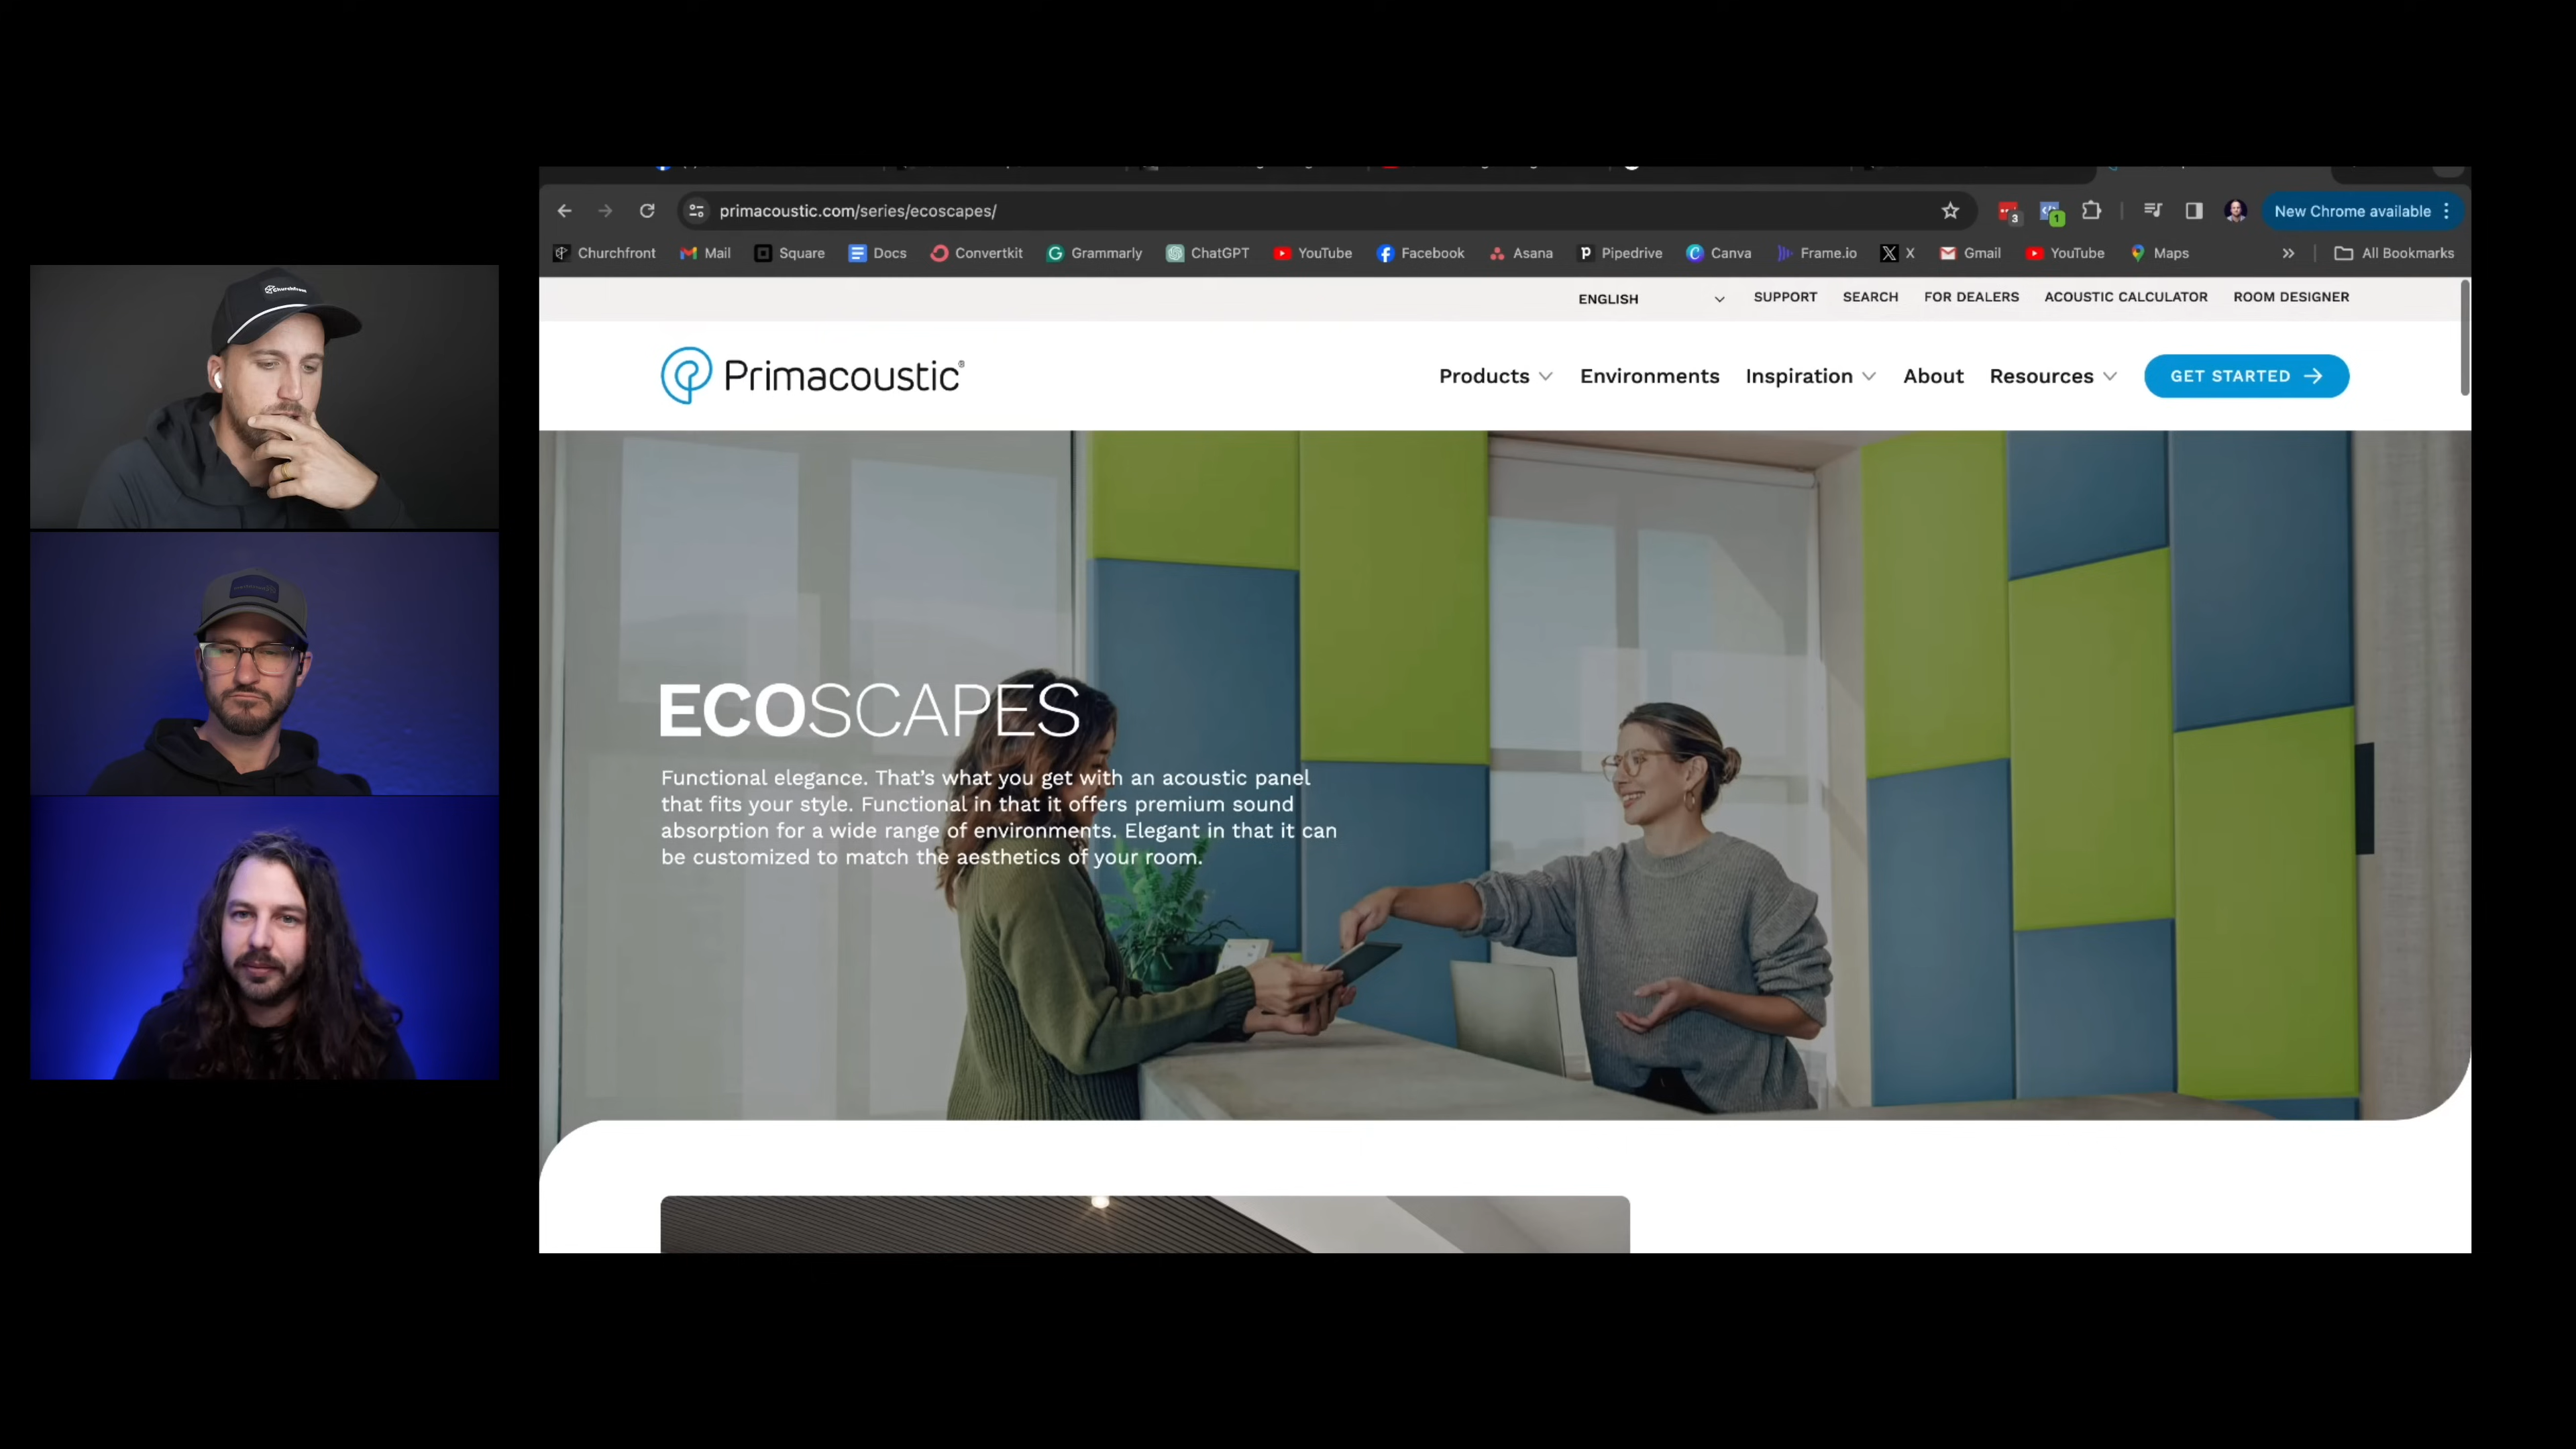 primacoustic.com/series/ecoscapes/
3
1
New Chrome available
Churchfront
Mail
Square
Docs
Convertkit
Grammarly
ChatGPT
YouTube
Facebook
Asana
Pipedrive
Canva
Frame.io
X
Gmail
YouTube
Maps
All Bookmarks
ENGLISH
SUPPORT
SEARCH
FOR DEALERS
ACOUSTIC CALCULATOR
ROOM DESIGNER
Primacoustic®
Products
Environments
Inspiration
About
Resources
GET STARTED
Churchfront
ECOSCAPES
Functional elegance. That's what you get with an acoustic panel
that fits your style. Functional in that it offers premium sound
absorption for a wide range of environments. Elegant in that it can
be customized to match the aesthetics of your room.